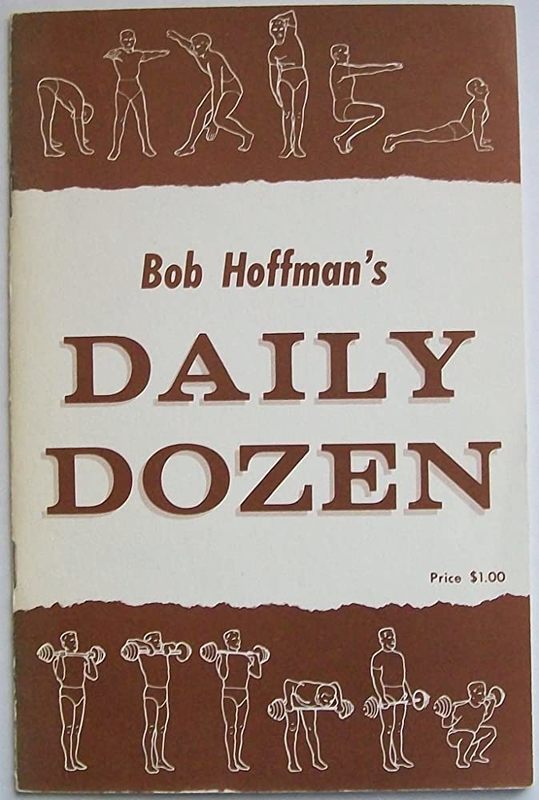 Bob Hoffman's
DAILY
DOZEN
Price $1.00